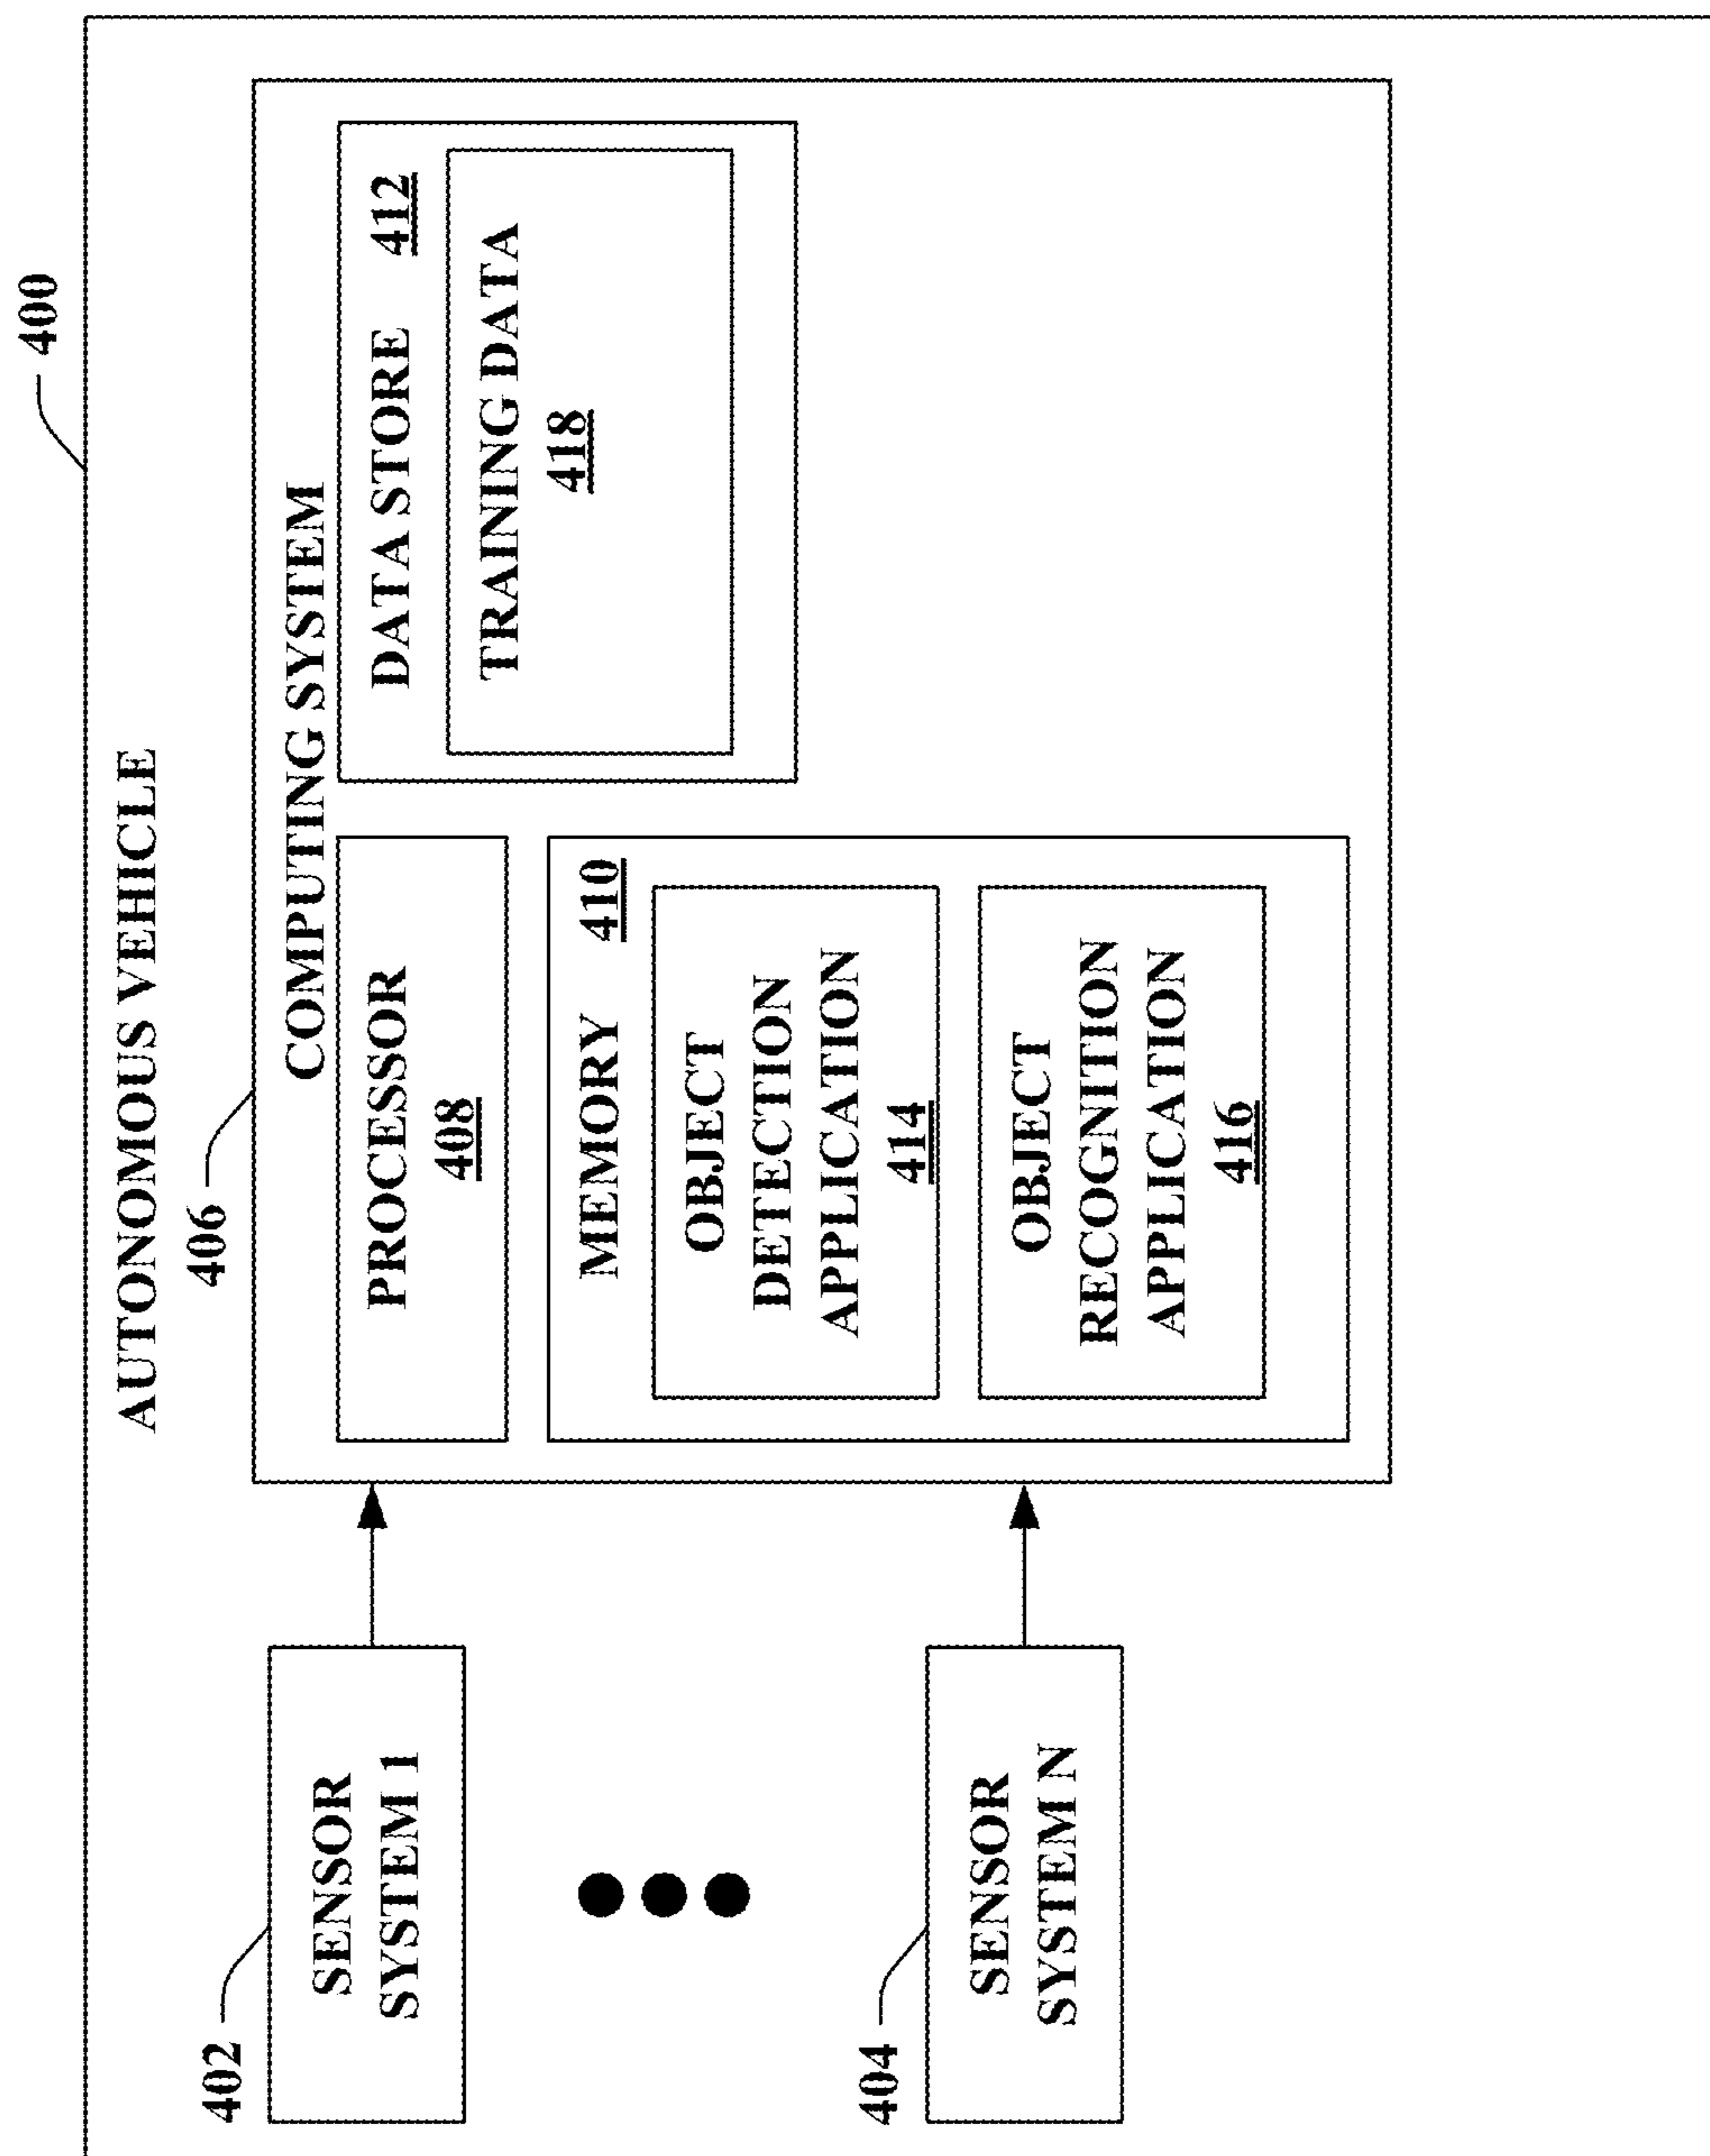 400
AUTONOMOUS VEHICLE
406
402
SENSOR
SYSTEM 1
404
SENSOR
SYSTEM N
COMPUTING SYSTEM
PROCESSOR
408
MEMORY 410
OBJECT
DETECTION
APPLICATION
414
OBJECT
RECOGNITION
APPLICATION
416
DATA STORE 412
TRAINING DATA
418